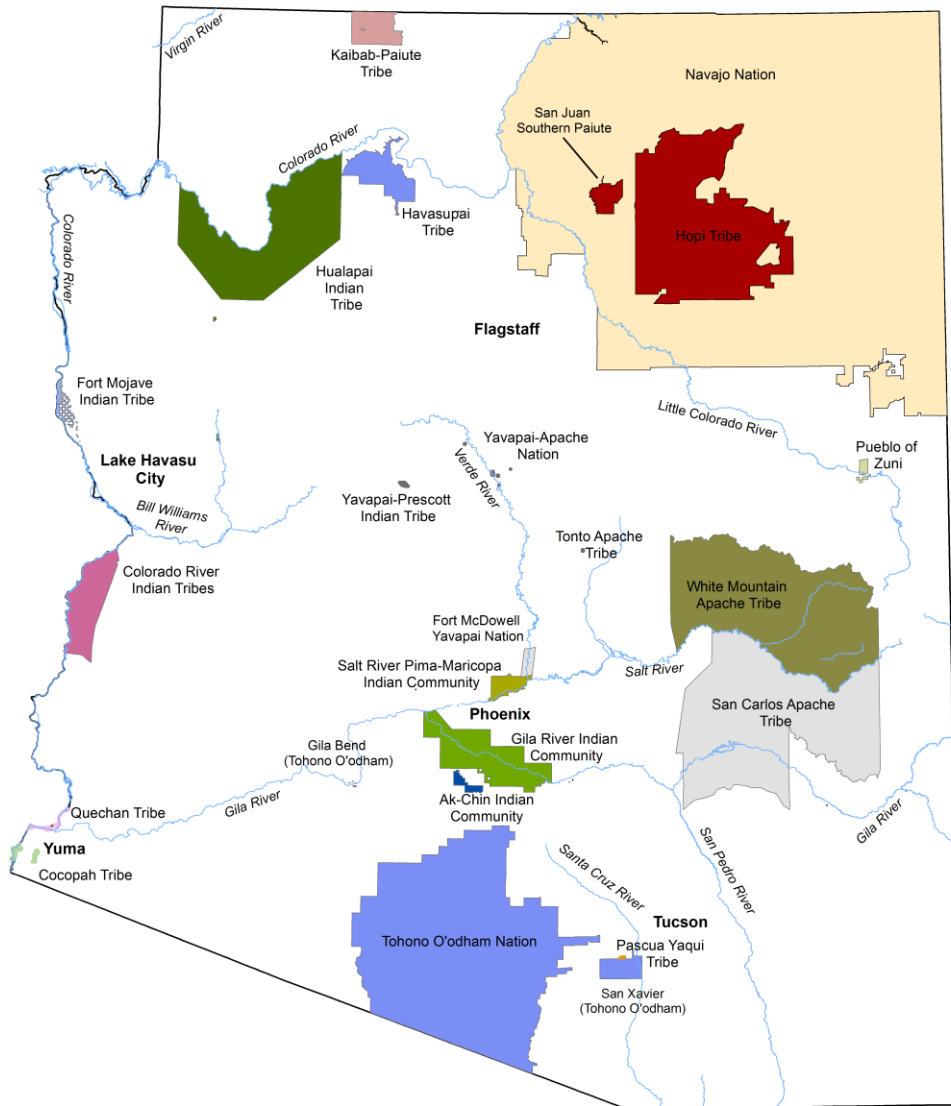 Virgin River
Kaibab-Paiute
Tribe
Navajo Nation
San Juan
Southern Paiute
Colorado River
Havasupai
Tribe
Hopi Tribe
Colorado River
Hualapai
Indian
Tribe
Flagstaff
Fort Mojave
Indian Tribe
Little Colorado River
Yavapai-Apache
Nation
Verde River
Pueblo of
Zuni
Lake Havasu
City
Yavapai-Prescott
Indian Tribe
Bill Williams
River
Tonto Apache
Tribe
Colorado River
Indian Tribes
White Mountain
Apache Tribe
Fort McDowell
Yavapai Nation
Salt River Pima-Maricopa
Indian Community
Salt River
San Carlos Apache
Tribe
Phoenix
Gila River Indian
Community
Gila Bend
(Tohono O'odham)
Gila River
Ak-Chin Indian
Community
Quechan Tribe
Gila River
Yuma
Cocopah Tribe
San Pedro River
Santa Cruz River
Tucson
Tohono O'odham Nation
Pascua Yaqui
Tribe
San Xavier
(Tohono O'odham)